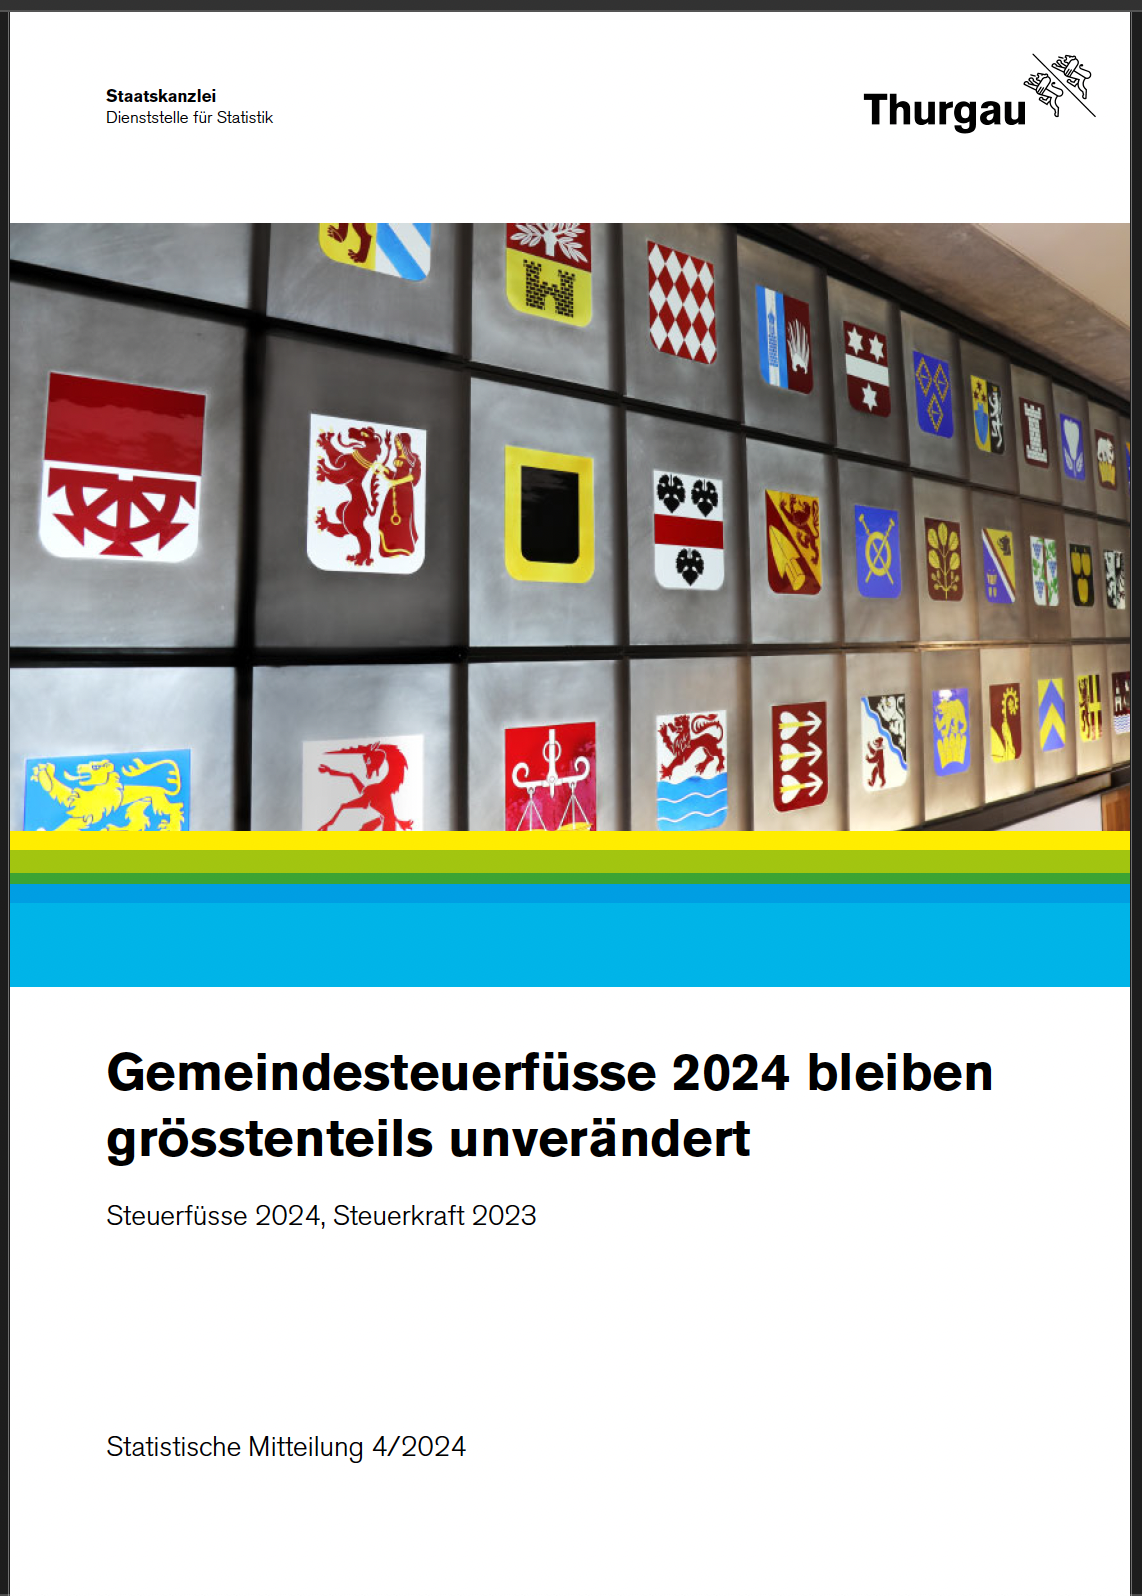 Staatskanzlei
Dienststelle für Statistik
Thurgau
Gemeindesteuerfüsse 2024 bleiben
grösstenteils unverändert
Steuerfüsse 2024, Steuerkraft 2023
Statistische Mitteilung 4/2024